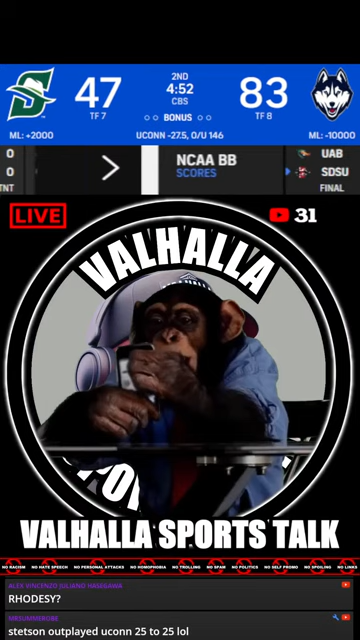 S
47
TF 7
2ND
4:52
CBS
BONUS
83
TF 8
ML: +2000
UCONN -27.5, O/U 146
ML: -10000
0
0
TNT
NCAA BB
SCORES
UAB
SDSU
FINAL
LIVE
31
VALHALLA
VALHALLA SPORTS TALK
NO RACISM NO HATE SPEECH NO PERSONAL ATTACKS NO HOMOPHOBIA NO TROLLING NO SPAM NO POLITICS NO SELF PROMO NO SPOILING NO LINKS
ALEX VINCENZO JULIANO HASEGAWA
RHODESY?
MRSUMMEROBE
stetson outplayed uconn 25 to 25 lol